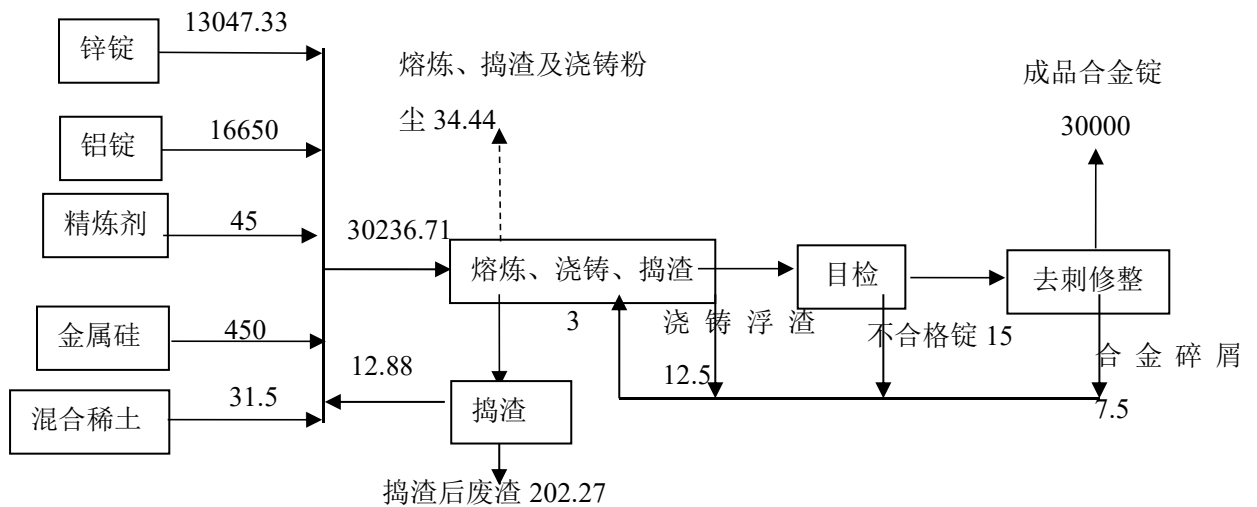 13047.33
锌锭
熔炼、捣渣及浇铸粉
尘 34.44
成品合金锭
30000
16650
铝锭
精炼剂
45
30236.71
熔炼、浇铸、捣渣
目检
去刺修整
3
浇 铸 浮 渣
不合格锭 15
合 金 碎 屑
金属硅
450
12.88
12.5
7.5
混合稀土
31.5
捣渣
捣渣后废渣 202.27